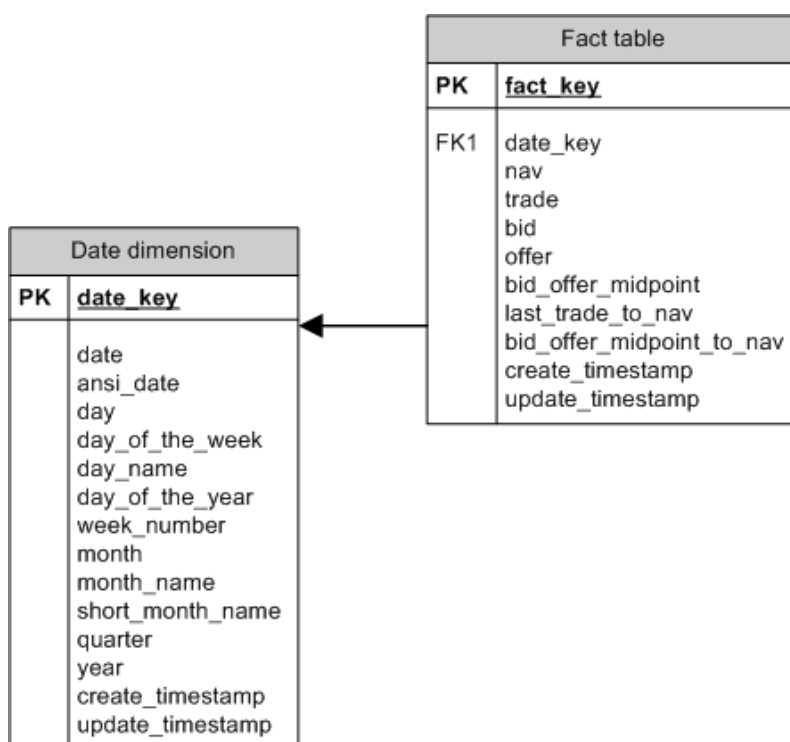 Fact table
PK fact_key
FK1 date_key
nav
trade
bid
offer
bid_offer_midpoint
last_trade_to_nav
bid_offer_midpoint_to_nav
create_timestamp
update_timestamp
Date dimension
PK date_key
date
ansi_date
day
day_of_the_week
day_name
day_of_the_year
week_number
month
month_name
short_month_name
quarter
year
create_timestamp
update_timestamp